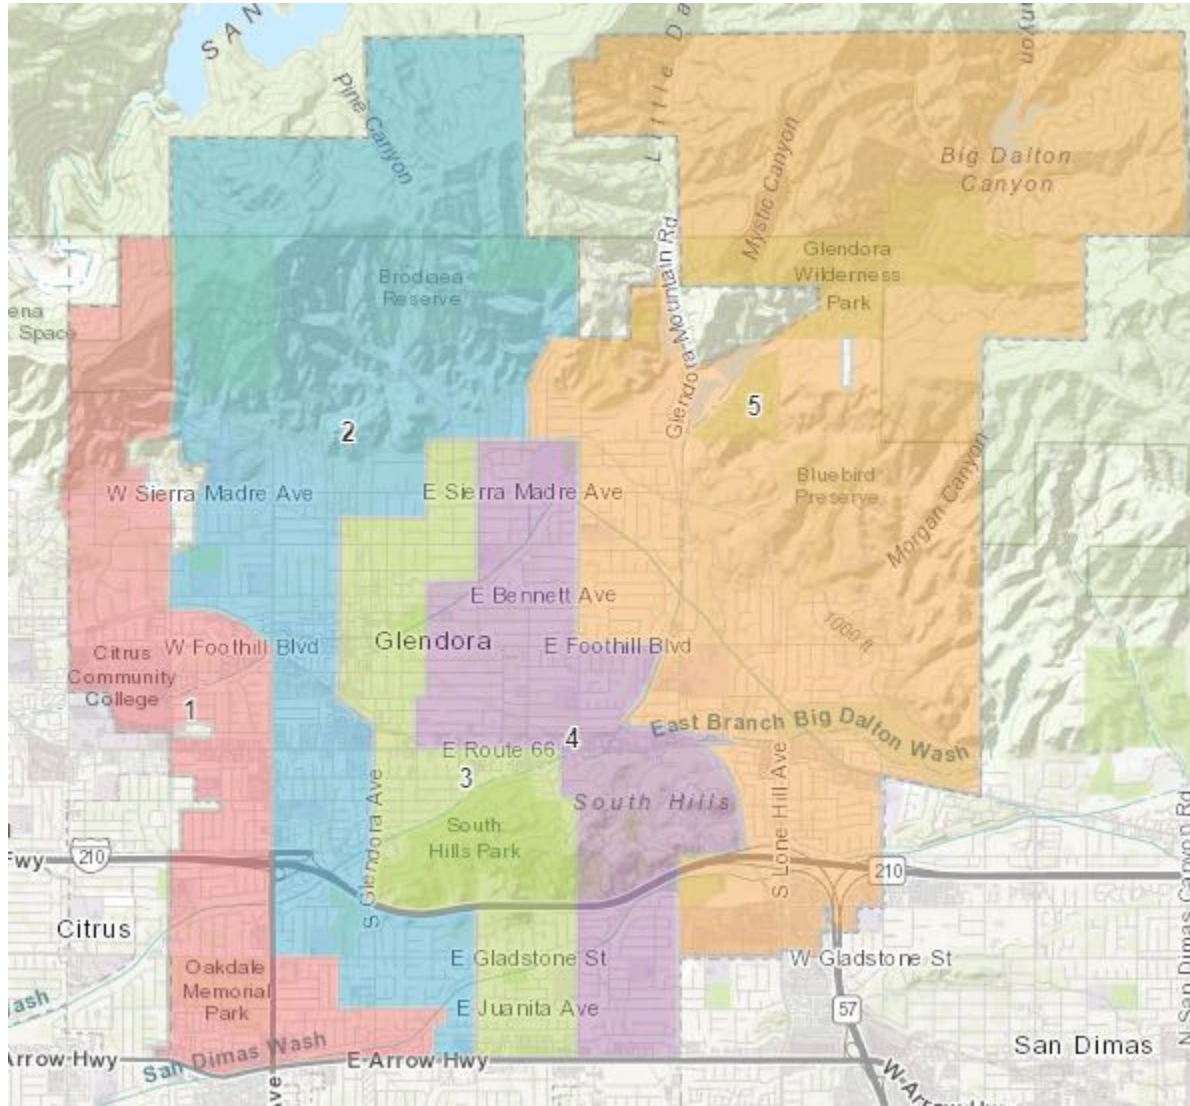 SAN
Little Da
nyon
Pine Canyon
Mystic Canyon
Big Dalton
Canyon
Glendora Mountain Rd
Glendora
Wilderness
Park
Brodiaea
Reserve
ena
Space
5
2
W Sierra Madre Ave
E Sierra Madre Ave
Bluebird
Preserve
Morgan Canyon
E Bennett Ave
1000 ft
W Foothill Blvd
Glendora
E Foothill Blvd
Citrus
Community
College
1
East Branch Big Dalton Wash
4
E Route 66
3
South Hills
S Glendora Ave
S Lone Hill Ave
South
Hills Park
N San Dimas Canyon Rd
Fwy
210
210
Citrus
E Gladstone St
W Gladstone St
Oakdale
Memorial
Park
ash
E Juanita Ave
57
San Dimas Wash
Arrow Hwy
E Arrow Hwy
San Dimas
W Arrow Hwy
Ave